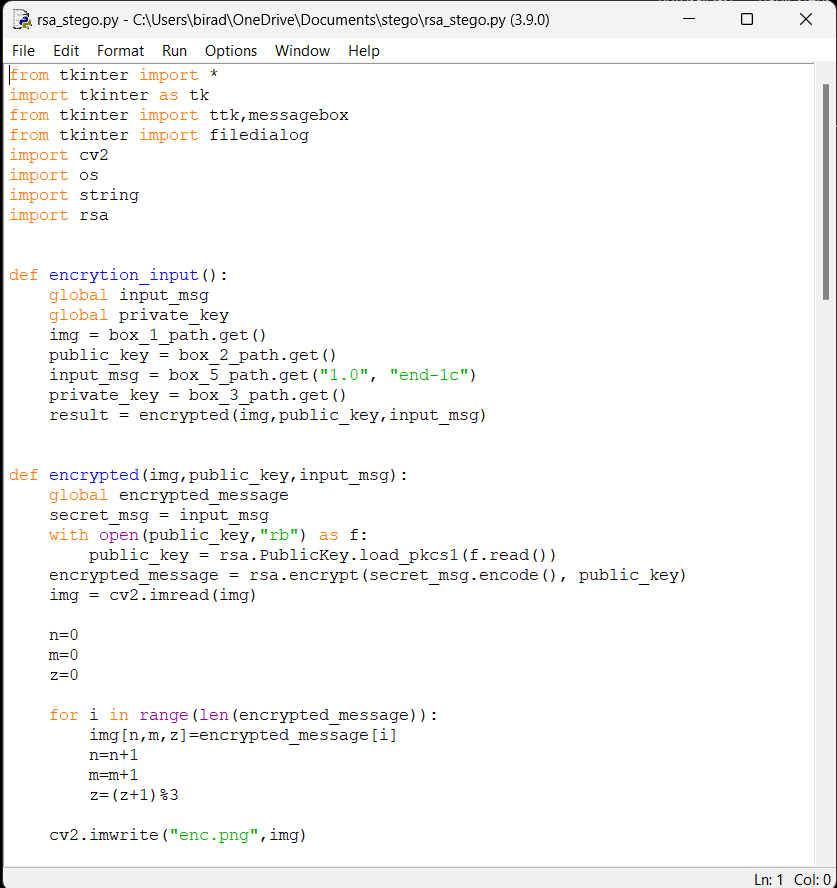 rsa_stego.py - C:\Users\birad\OneDrive\Documents\stego\rsa_stego.py (3.9.0)
File Edit Format Run Options Window Help
from tkinter import *
import tkinter as tk
from tkinter import ttk,messagebox
from tkinter import filedialog
import cv2
import os
import string
import rsa
def encrytion_input():
    global input_msg
    global private_key
    img = box_1_path.get()
    public_key = box_2_path.get()
    input_msg = box_5_path.get("1.0", "end-1c")
    private_key = box_3_path.get()
    result = encrypted(img,public_key,input_msg)
def encrypted(img,public_key,input_msg):
    global encrypted_message
    secret_msg = input_msg
    with open(public_key,"rb") as f:
        public_key = rsa.PublicKey.load_pkcs1(f.read())
    encrypted_message = rsa.encrypt(secret_msg.encode(), public_key)
    img = cv2.imread(img)
    n=0
    m=0
    z=0
    for i in range(len(encrypted_message)):
        img[n,m,z]=encrypted_message[i]
        n=n+1
        m=m+1
        z=(z+1)%3
    cv2.imwrite("enc.png",img)
Ln: 1 Col: 0